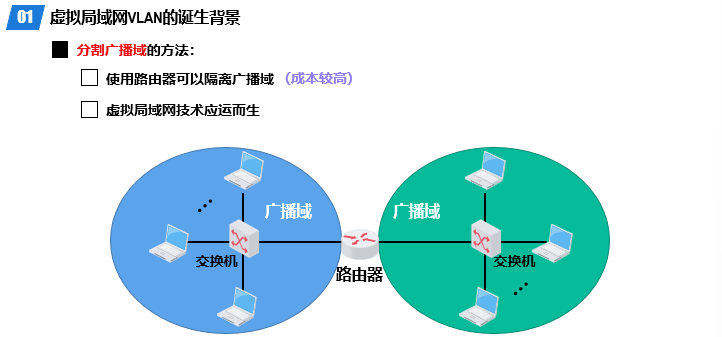 01 虚拟局域网VLAN的诞生背景
分割广播域的方法：
使用路由器可以隔离广播域（成本较高）
虚拟局域网技术应运而生
广播域 广播域
交换机 交换机
路由器